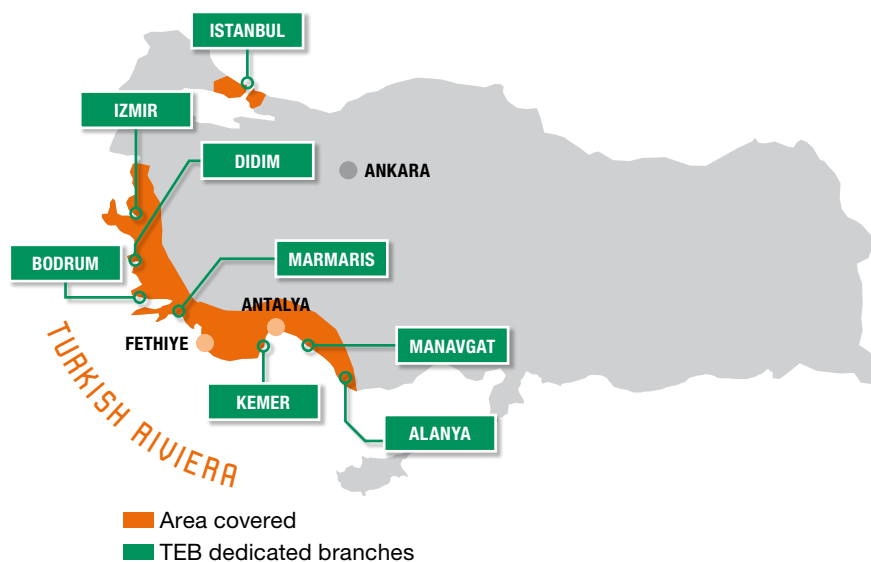 ISTANBUL
IZMIR
DIDIM
ANKARA
BODRUM
MARMARIS
ANTALYA
FETHIYE
MANAVGAT
KEMER
ALANYA
TURKISH RIVIERA
Area covered
TEB dedicated branches